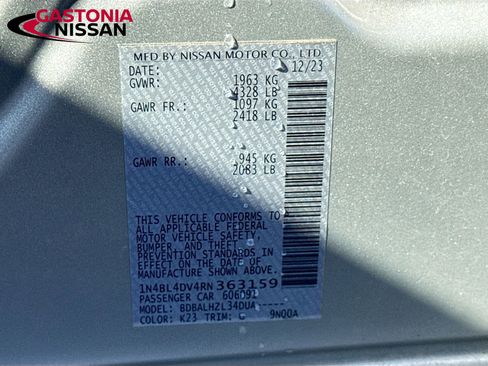 GASTONIA
NISSAN
MFD BY NISSAN MOTOR CO., LTD.
DATE: 12/23
GVWR: 1963 KG
4328 LB
GAWR FR: 1097 KG
2418 LB
GAWR RR: 945 KG
2083 LB
THIS VEHICLE CONFORMS TO
ALL APPLICABLE FEDERAL
MOTOR VEHICLE SAFETY,
BUMPER, AND THEFT
PREVENTION STANDARDS IN
EFFECT ON THE DATE OF
MANUFACTURE SHOWN ABOVE.
1N4BL4DV4RN363159
PASSENGER CAR 606D91
MODEL: BDBALHZL34DUA-----
COLOR: K23 TRIM: G 9N00A